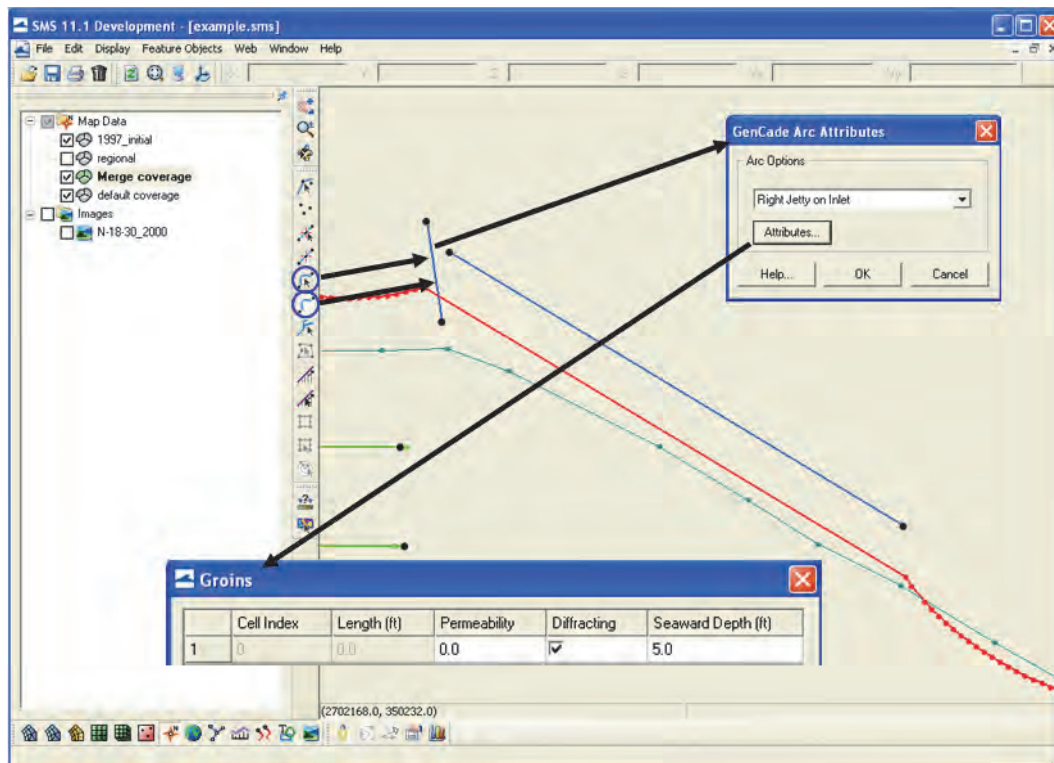 SMS 11.1 Development - [example.sms]
File Edit Display Feature Objects Web Window Help
Map Data
1997_initial
regional
Merge coverage
default coverage
Images
N-18-30_2000
GenCade Arc Attributes
Arc Options
Right Jetty on Inlet
Attributes...
Help... OK Cancel
Groins
Cell Index Length (ft) Permeability Diffracting Seaward Depth (ft)
1 0 0.0 0.0 5.0
(2702168.0, 350232.0)